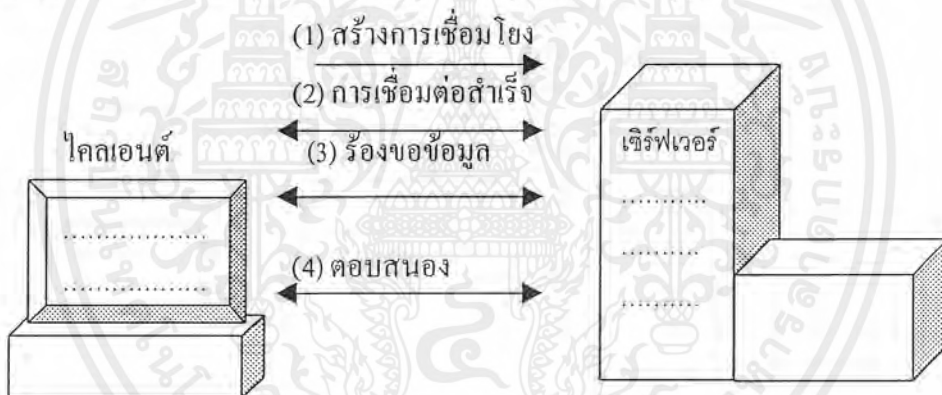 (1) สร้างการเชื่อมโยง
(2) การเชื่อมต่อสำเร็จ
ไคลเอนต์
(3) ร้องขอข้อมูล
เซิร์ฟเวอร์
(4) ตอบสนอง